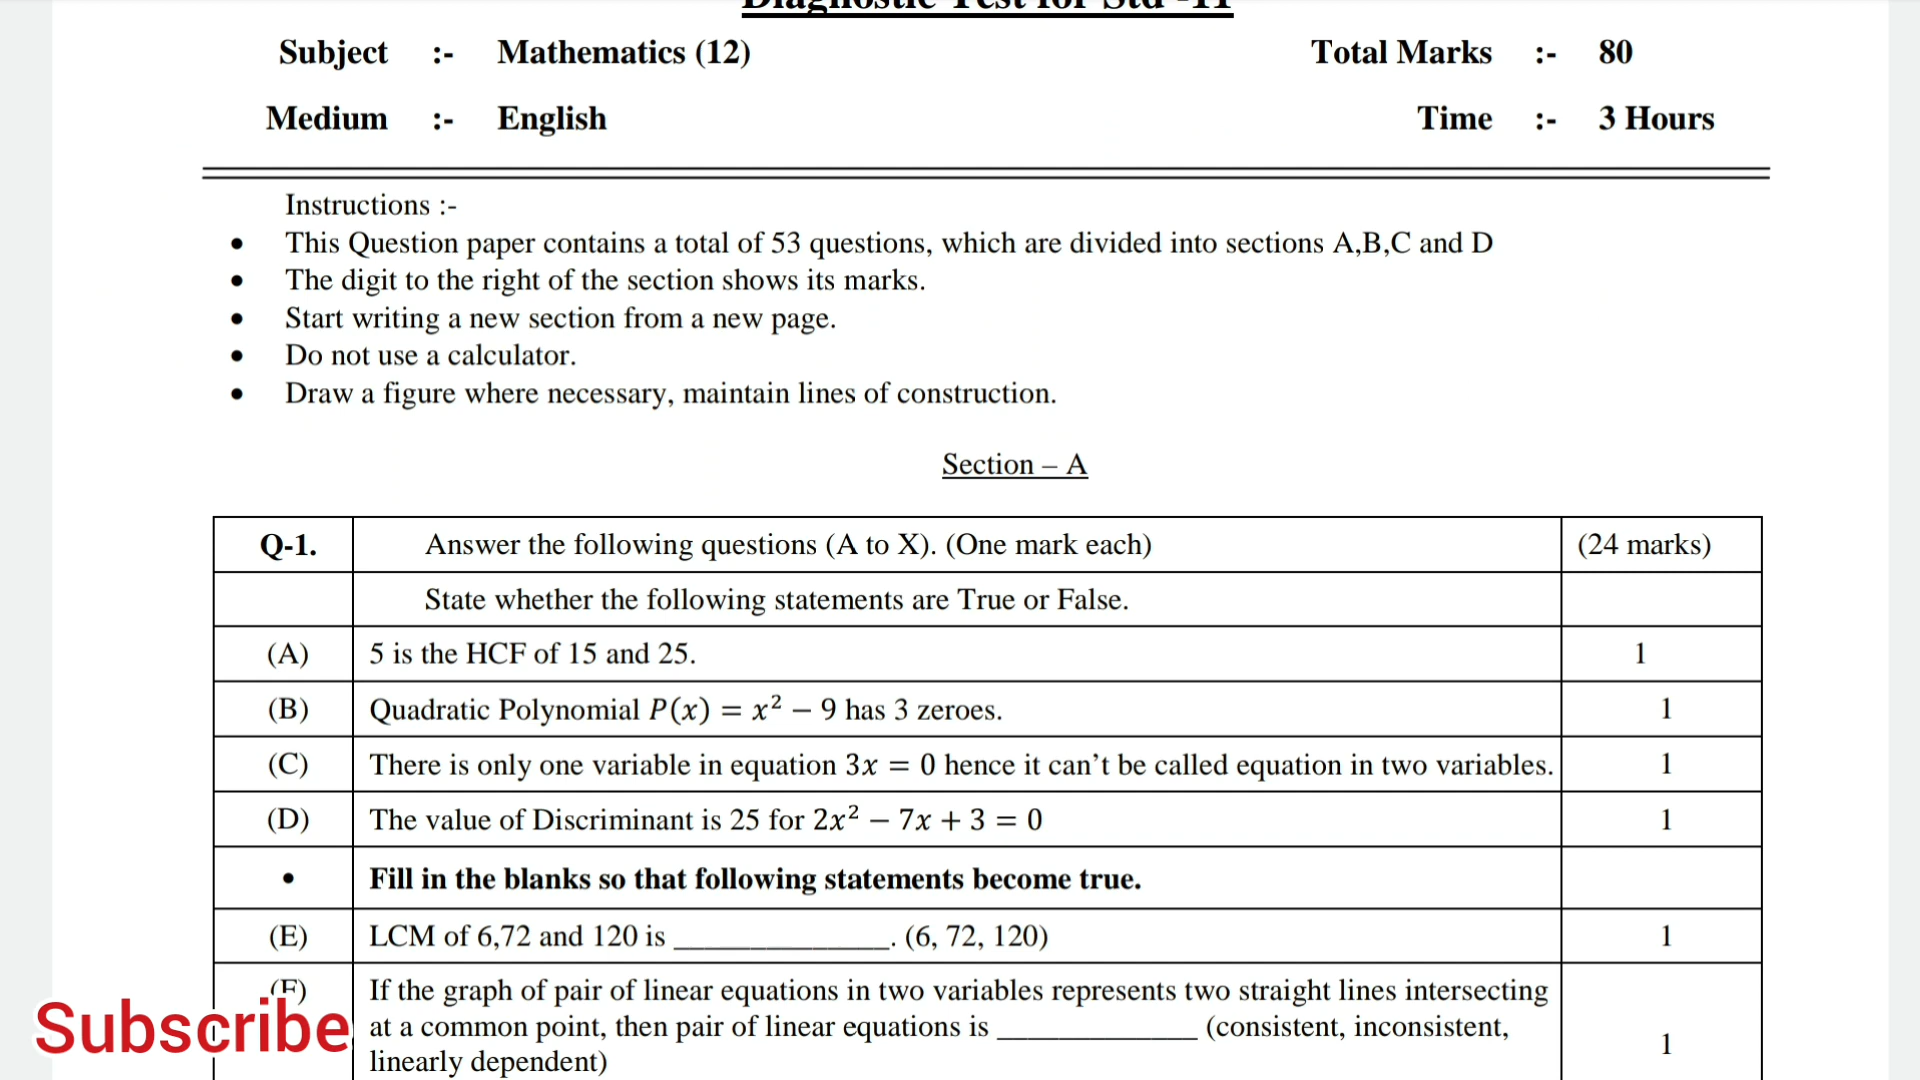 Diagnostic Test for Std -11
Subject :- Mathematics (12) Total Marks :- 80
Medium :- English Time :- 3 Hours
Instructions :-
• This Question paper contains a total of 53 questions, which are divided into sections A,B,C and D
• The digit to the right of the section shows its marks.
• Start writing a new section from a new page.
• Do not use a calculator.
• Draw a figure where necessary, maintain lines of construction.
Section – A
Q-1. Answer the following questions (A to X). (One mark each) (24 marks)
State whether the following statements are True or False.
(A) 5 is the HCF of 15 and 25. 1
(B) Quadratic Polynomial P(x) = x² − 9 has 3 zeroes. 1
(C) There is only one variable in equation 3x = 0 hence it can’t be called equation in two variables. 1
(D) The value of Discriminant is 25 for 2x² − 7x + 3 = 0 1
• Fill in the blanks so that following statements become true.
(E) LCM of 6,72 and 120 is ______________. (6, 72, 120) 1
(F) If the graph of pair of linear equations in two variables represents two straight lines intersecting
at a common point, then pair of linear equations is _____________ (consistent, inconsistent,
linearly dependent) 1
Subscribe